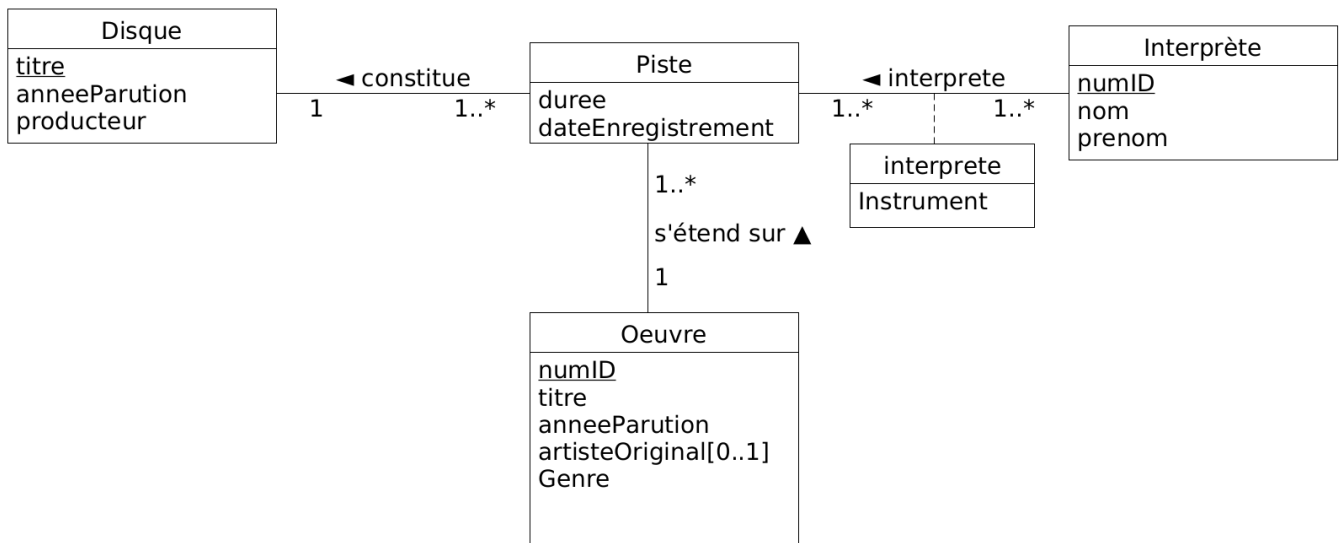 Disque
titre
anneeParution
producteur
◄ constitue
1
1..*
Piste
duree
dateEnregistrement
◄ interprete
1..*
1..*
Interprète
numID
nom
prenom
interprete
Instrument
1..*
s'étend sur ▲
1
Oeuvre
numID
titre
anneeParution
artisteOriginal[0..1]
Genre